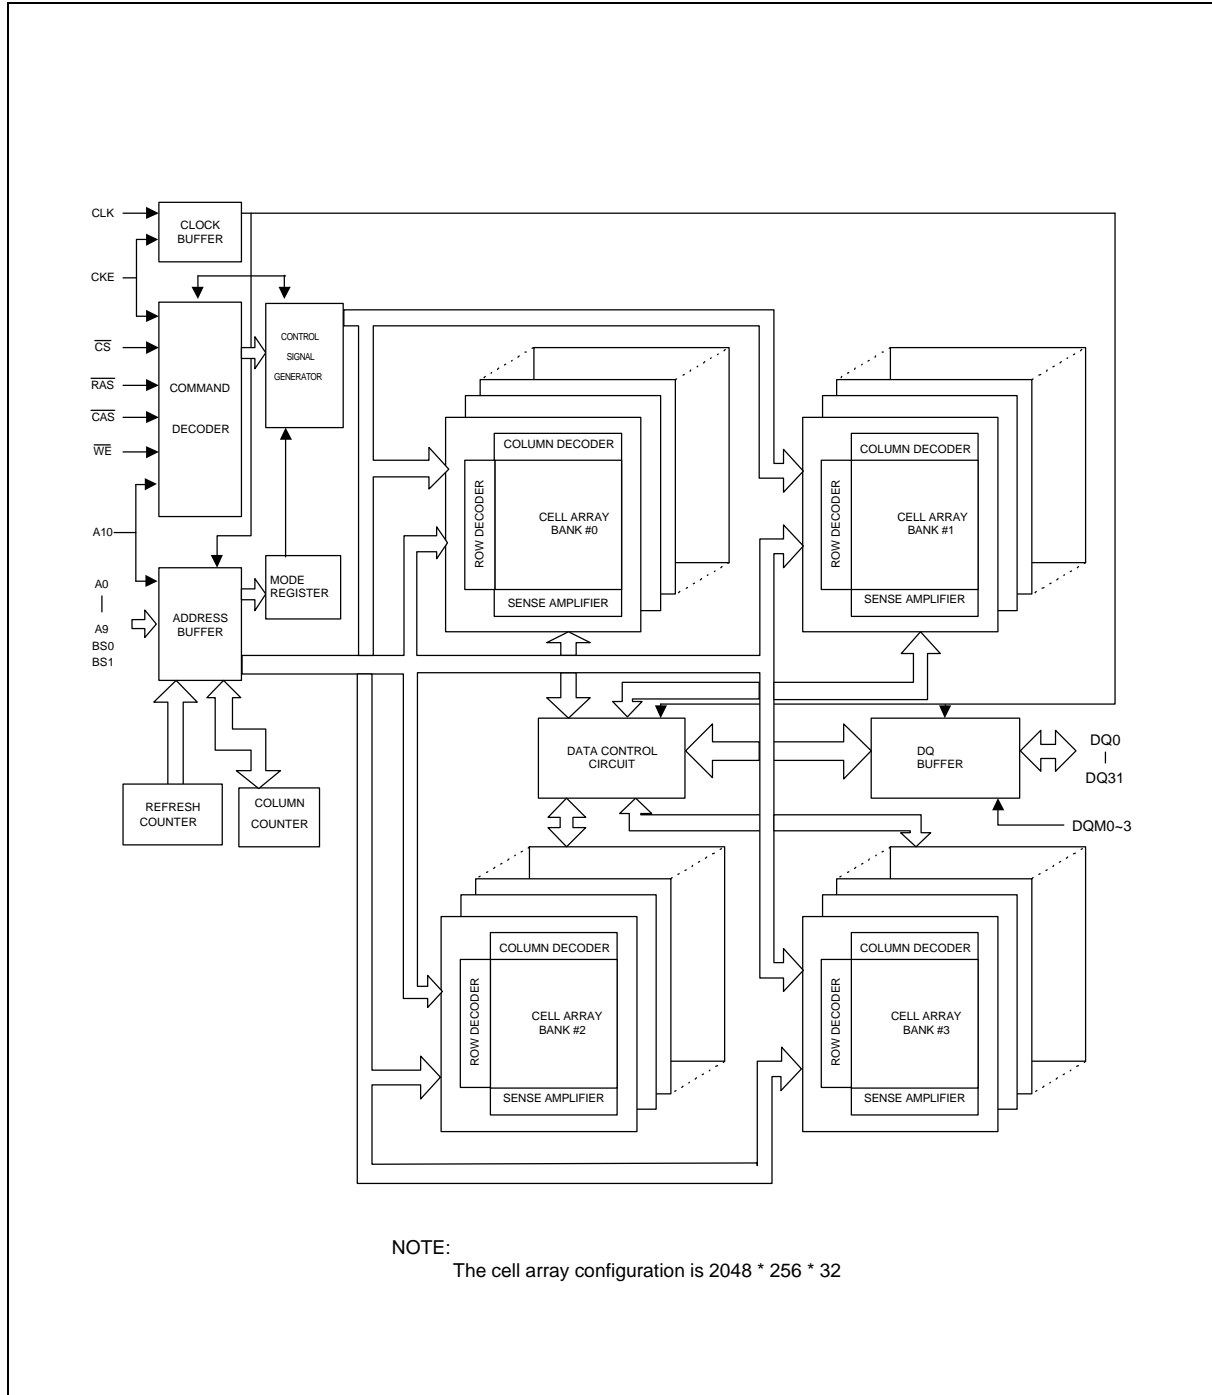 CLK
CLOCK
BUFFER
CKE
CS
RAS
CAS
WE
COMMAND
DECODER
CONTROL
SIGNAL
GENERATOR
A10
A0
A9
BS0
BS1
ADDRESS
BUFFER
MODE
REGISTER
REFRESH
COUNTER
COLUMN
COUNTER
COLUMN DECODER
ROW DECODER
CELL ARRAY
BANK #0
SENSE AMPLIFIER
COLUMN DECODER
ROW DECODER
CELL ARRAY
BANK #1
SENSE AMPLIFIER
DATA CONTROL
CIRCUIT
DQ
BUFFER
DQ0
DQ31
DQM0~3
COLUMN DECODER
ROW DECODER
CELL ARRAY
BANK #2
SENSE AMPLIFIER
COLUMN DECODER
ROW DECODER
CELL ARRAY
BANK #3
SENSE AMPLIFIER
NOTE:
The cell array configuration is 2048 * 256 * 32